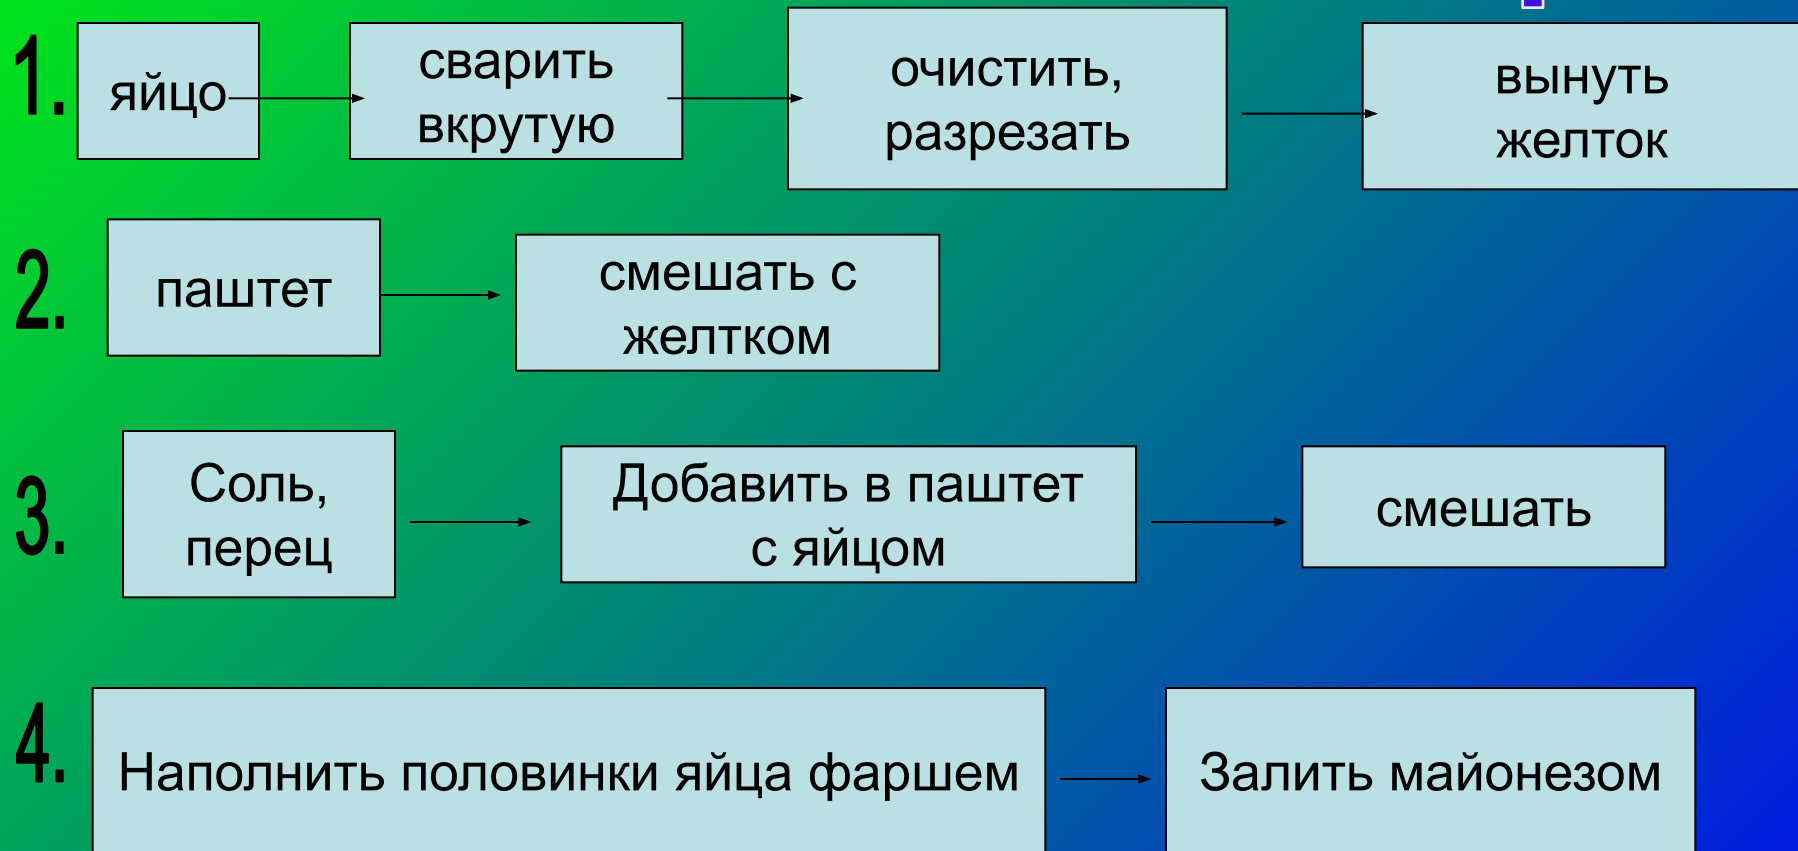 1.
яйцо
сварить
вкрутую
очистить,
разрезать
вынуть
желток
2.
паштет
смешать с
желтком
3.
Соль,
перец
Добавить в паштет
с яйцом
смешать
4.
Наполнить половинки яйца фаршем
Залить майонезом